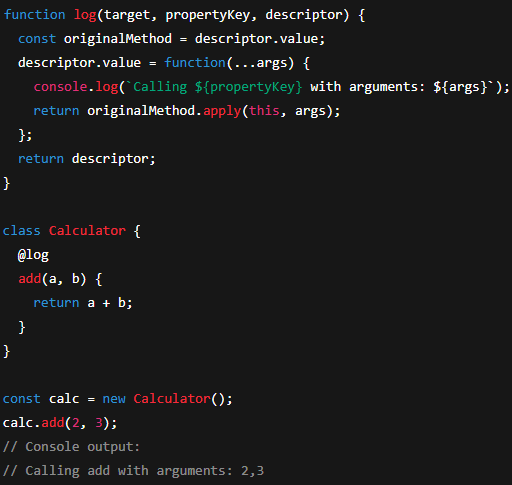 function log(target, propertyKey, descriptor) {
  const originalMethod = descriptor.value;
  descriptor.value = function(...args) {
    console.log(`Calling ${propertyKey} with arguments: ${args}`);
    return originalMethod.apply(this, args);
  };
  return descriptor;
}

class Calculator {
  @log
  add(a, b) {
    return a + b;
  }
}

const calc = new Calculator();
calc.add(2, 3);
// Console output:
// Calling add with arguments: 2,3